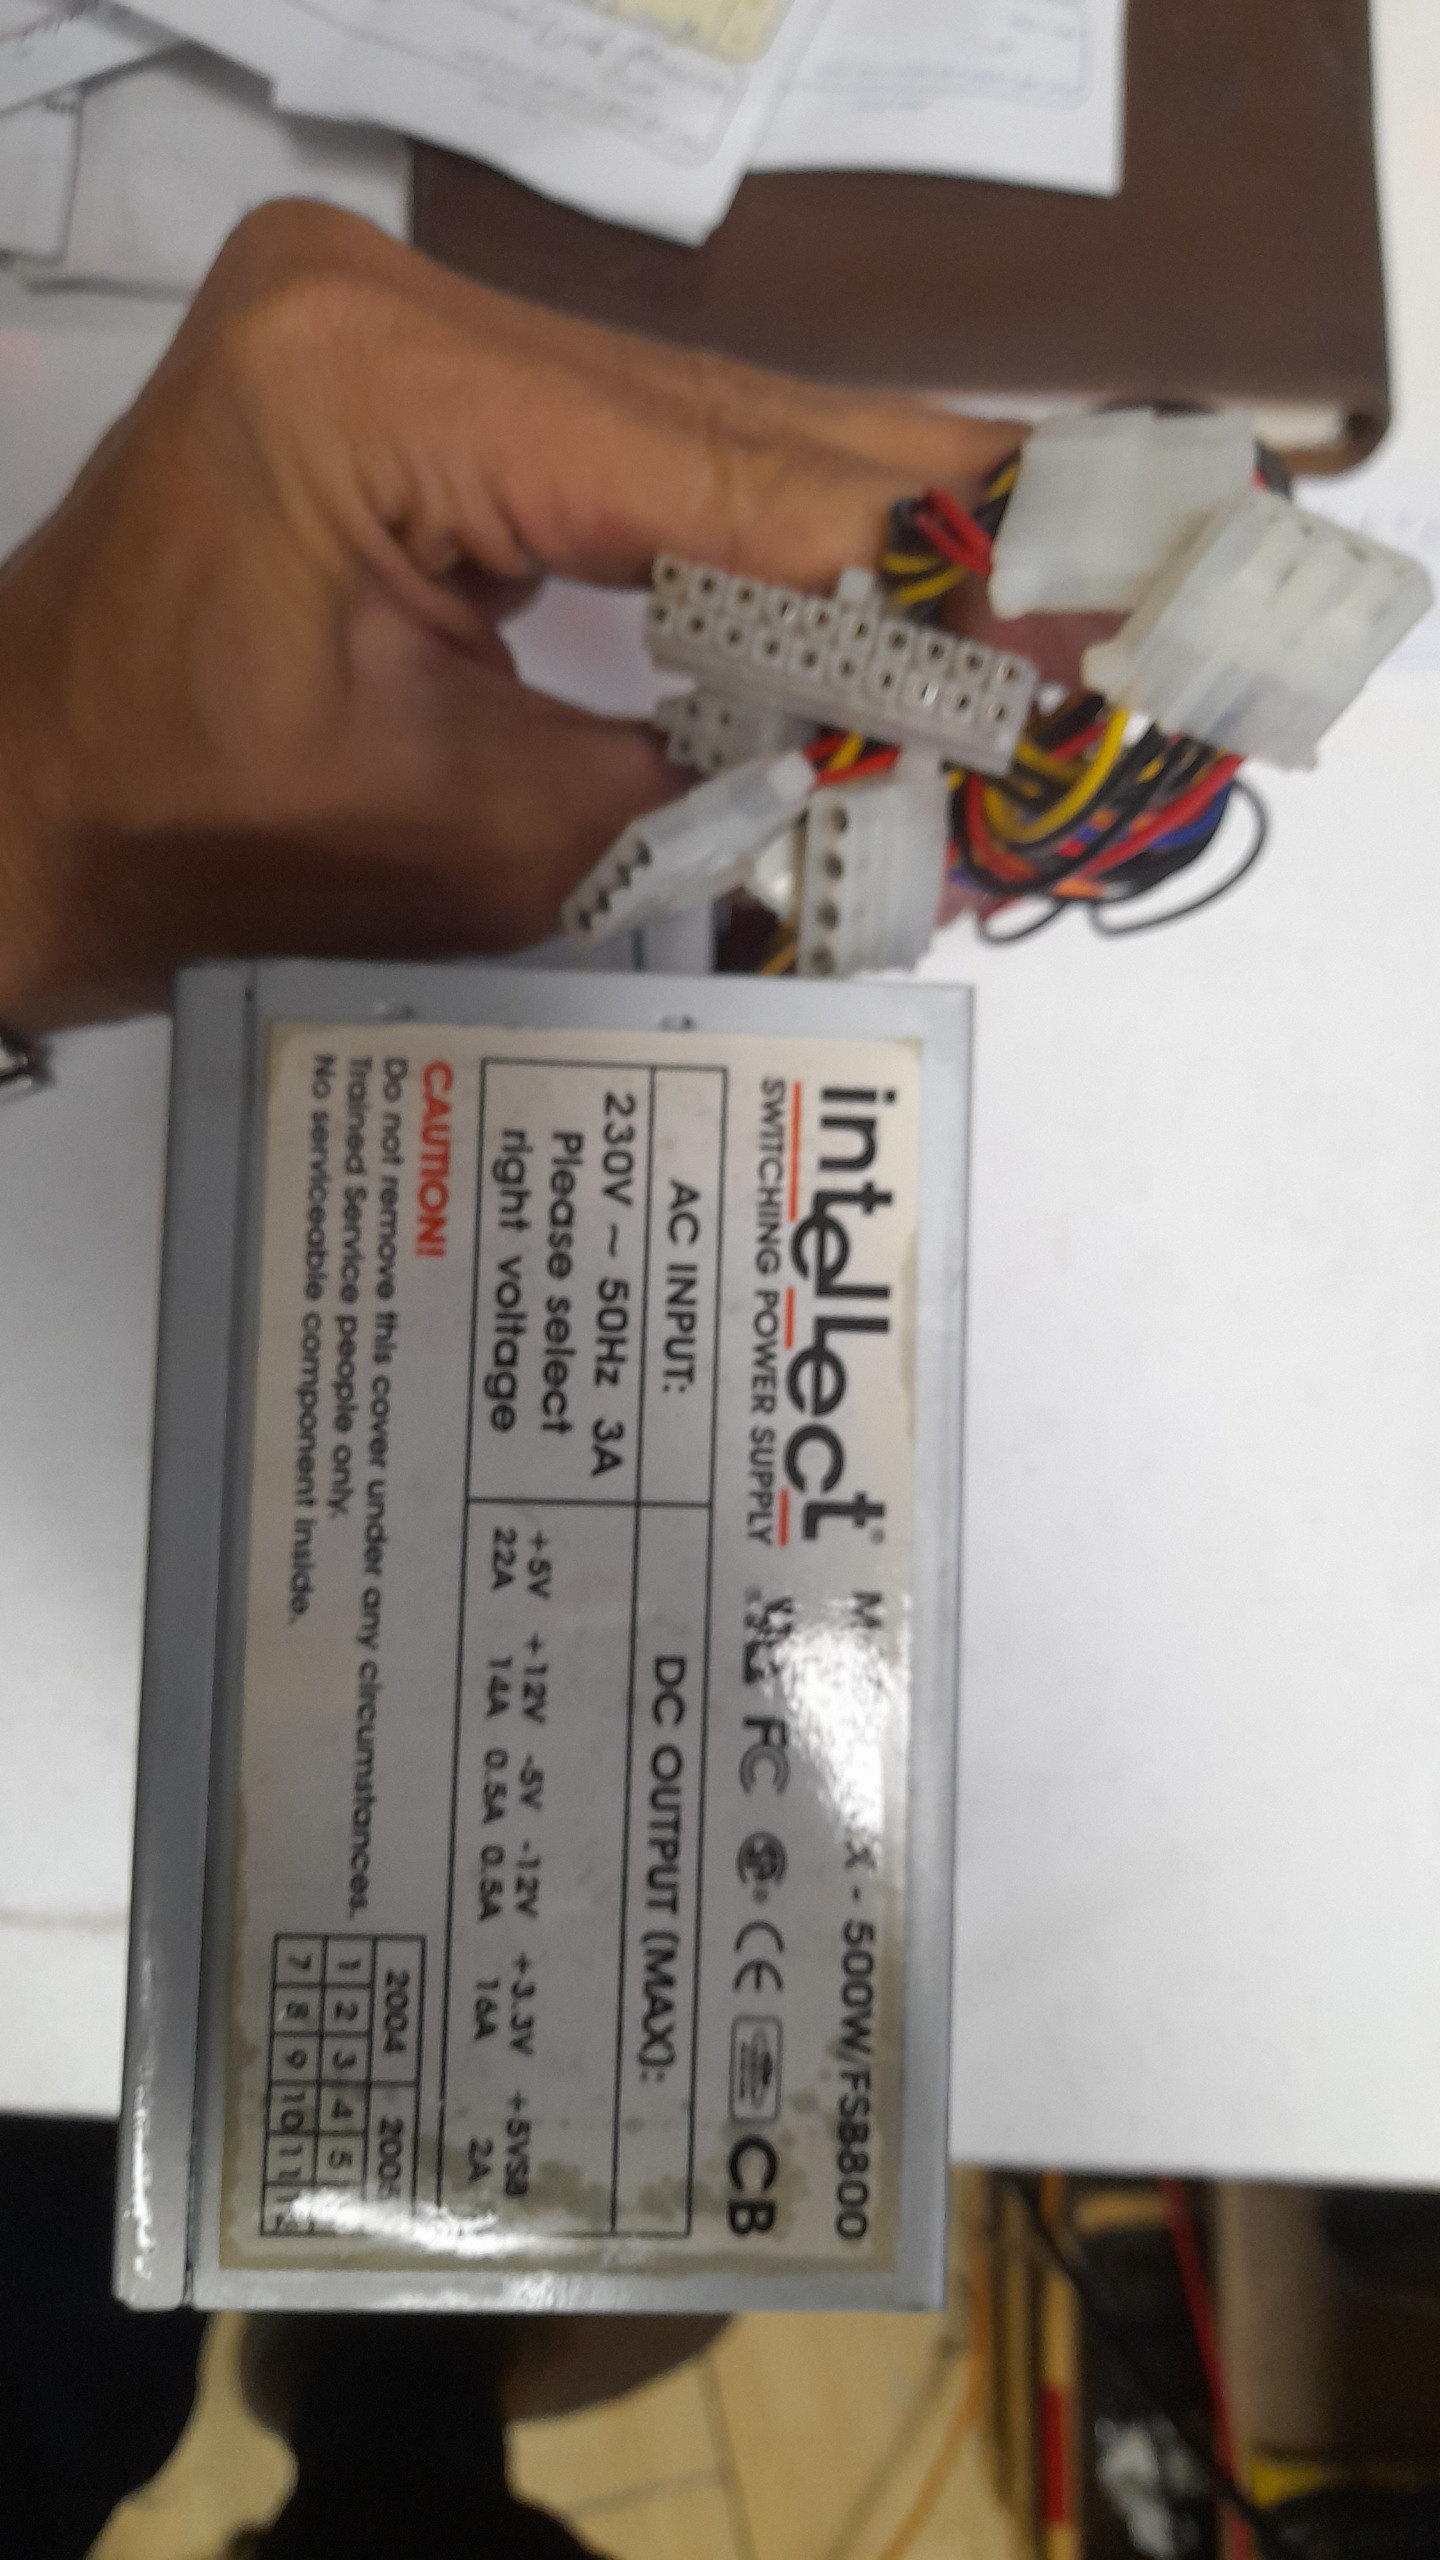 intellect®
SWITCHING POWER SUPPLY
X - 500W/FSB800
FC CE CB
AC INPUT:
DC OUTPUT (MAX):
230V ~ 50Hz 3A
Please select
right voltage
+5V +12V -5V -12V +3.3V +5VSB
22A 14A 0.5A 0.5A 16A 2A
CAUTION!
Do not remove this cover under any circumstances.
Trained Service people only.
No serviceable component inside.
2004 2005
1 2 3 4 5
7 8 9 10 11